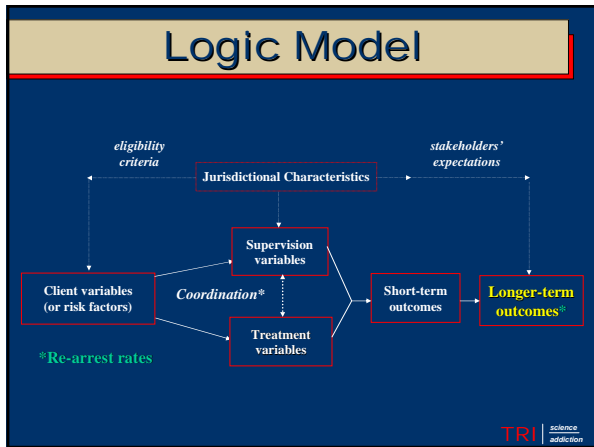 Logic Model
eligibility
criteria
stakeholders'
expectations
Jurisdictional Characteristics
Supervision
variables
Client variables
(or risk factors)
Coordination*
Short-term
outcomes
Longer-term
outcomes*
Treatment
variables
*Re-arrest rates
TRI
science
addiction